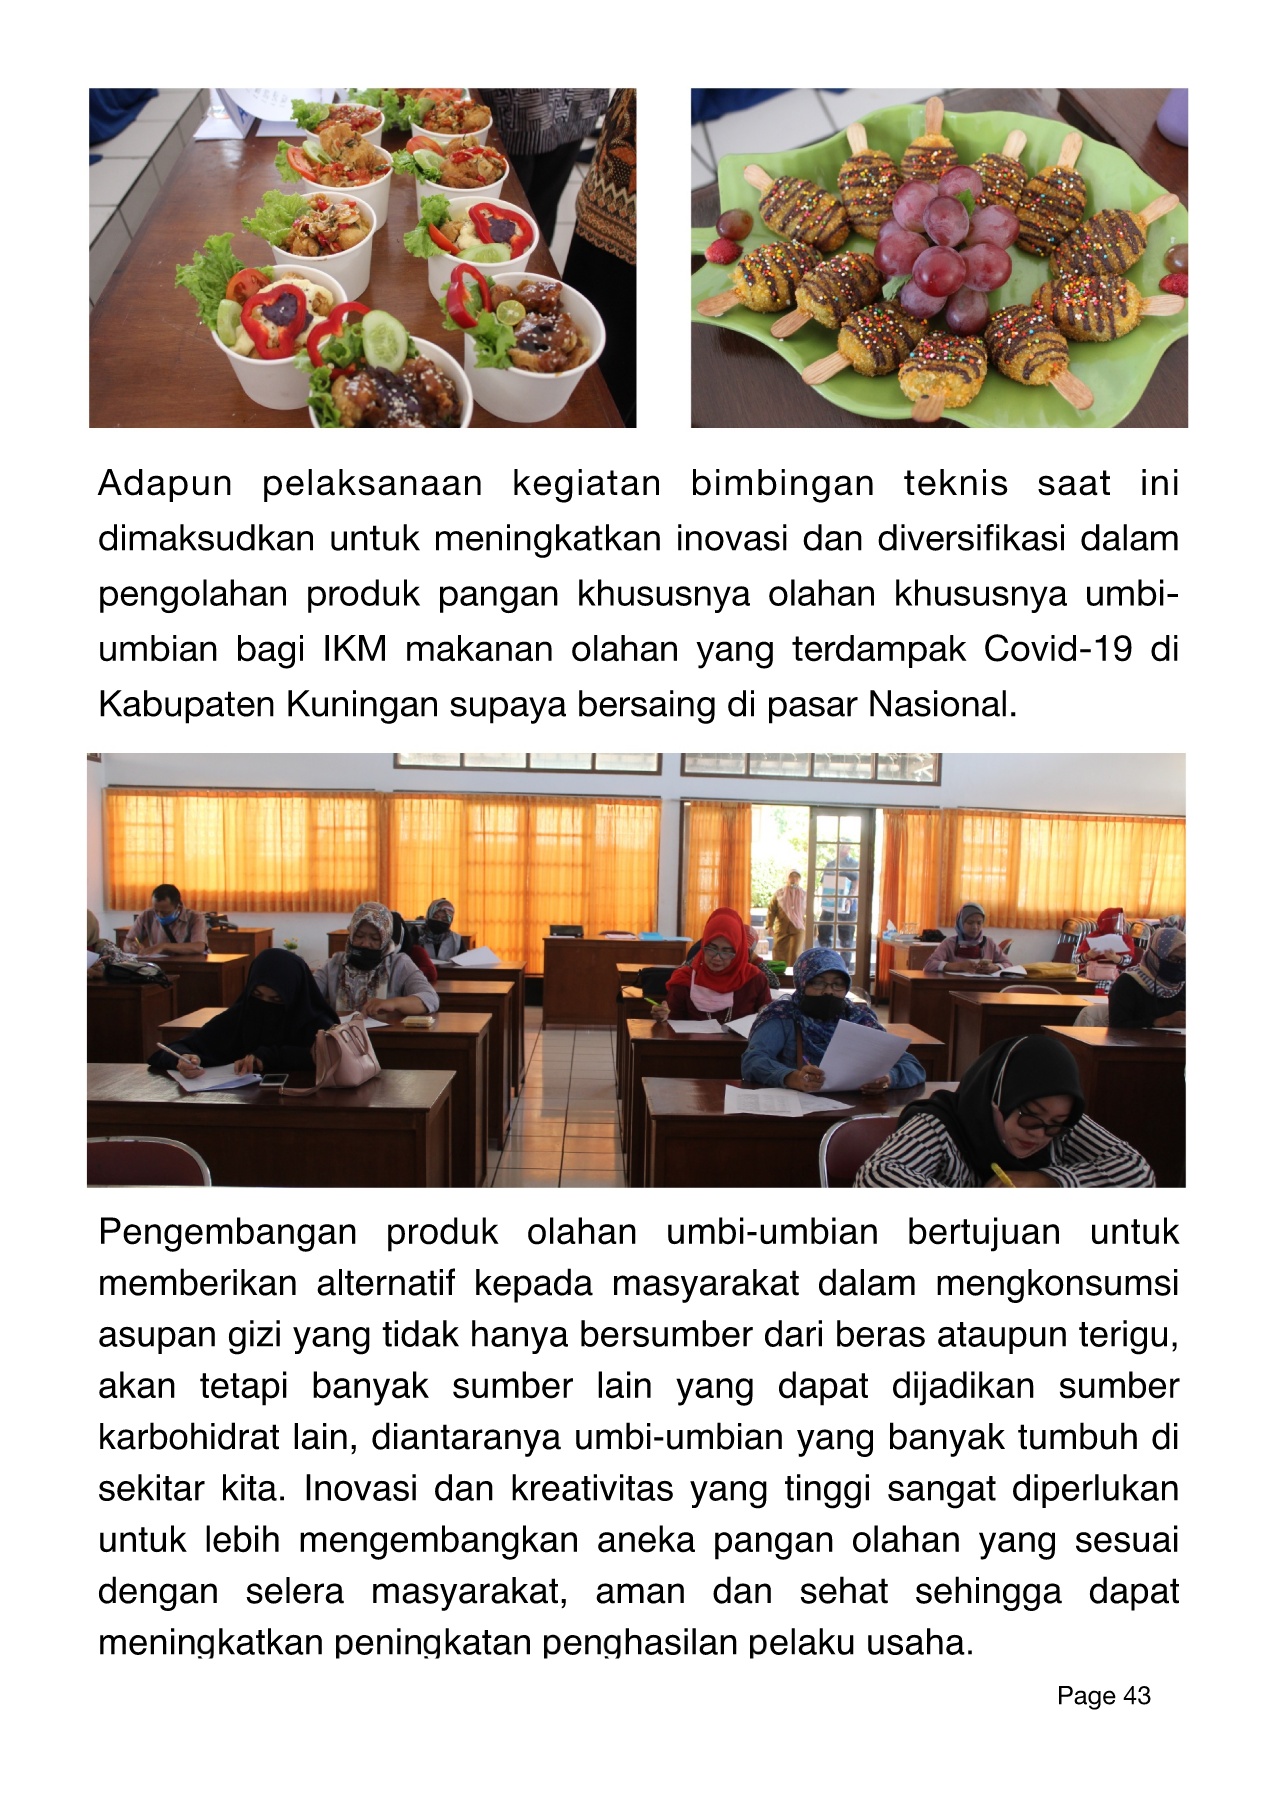 Adapun pelaksanaan kegiatan bimbingan teknis saat ini
dimaksudkan untuk meningkatkan inovasi dan diversifikasi dalam
pengolahan produk pangan khususnya olahan khususnya umbi-
umbian bagi IKM makanan olahan yang terdampak Covid-19 di
Kabupaten Kuningan supaya bersaing di pasar Nasional.
Pengembangan produk olahan umbi-umbian bertujuan untuk
memberikan alternatif kepada masyarakat dalam mengkonsumsi
asupan gizi yang tidak hanya bersumber dari beras ataupun terigu,
akan tetapi banyak sumber lain yang dapat dijadikan sumber
karbohidrat lain, diantaranya umbi-umbian yang banyak tumbuh di
sekitar kita. Inovasi dan kreativitas yang tinggi sangat diperlukan
untuk lebih mengembangkan aneka pangan olahan yang sesuai
dengan selera masyarakat, aman dan sehat sehingga dapat
meningkatkan peningkatan penghasilan pelaku usaha.
Page 43